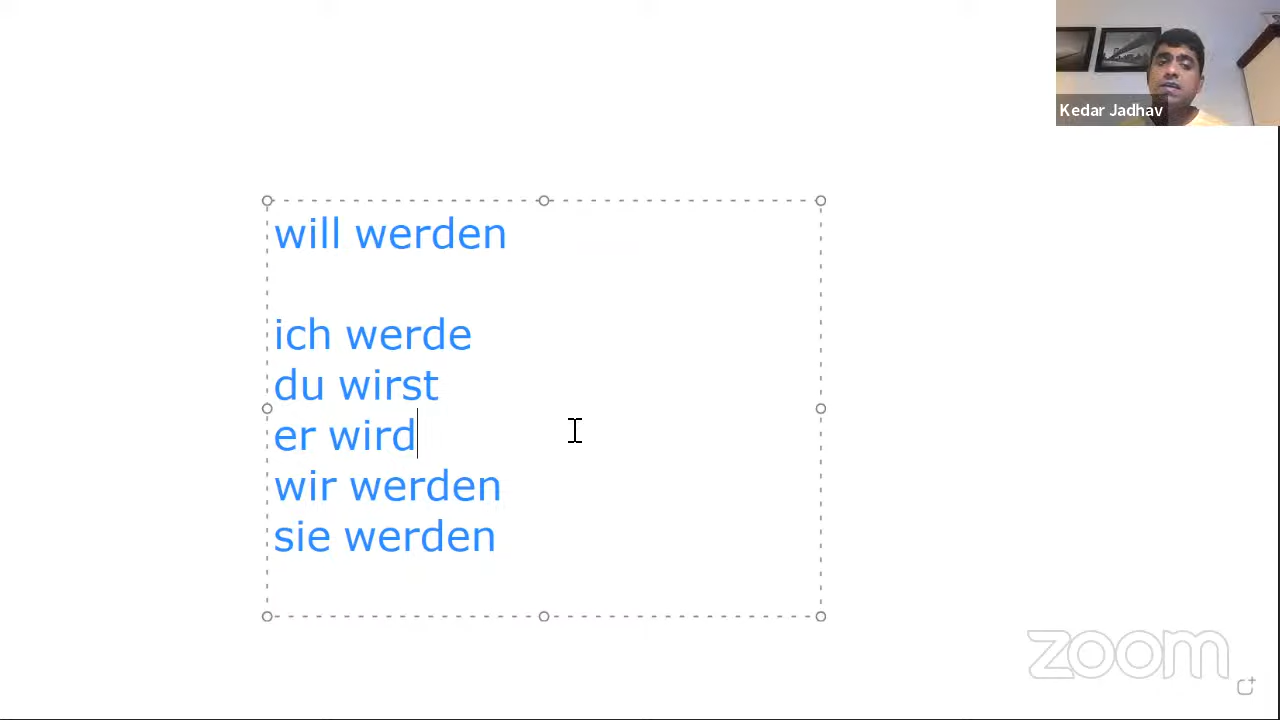 Kedar Jadhav
will werden
ich werde
du wirst
er wird
wir werden
sie werden
zoom